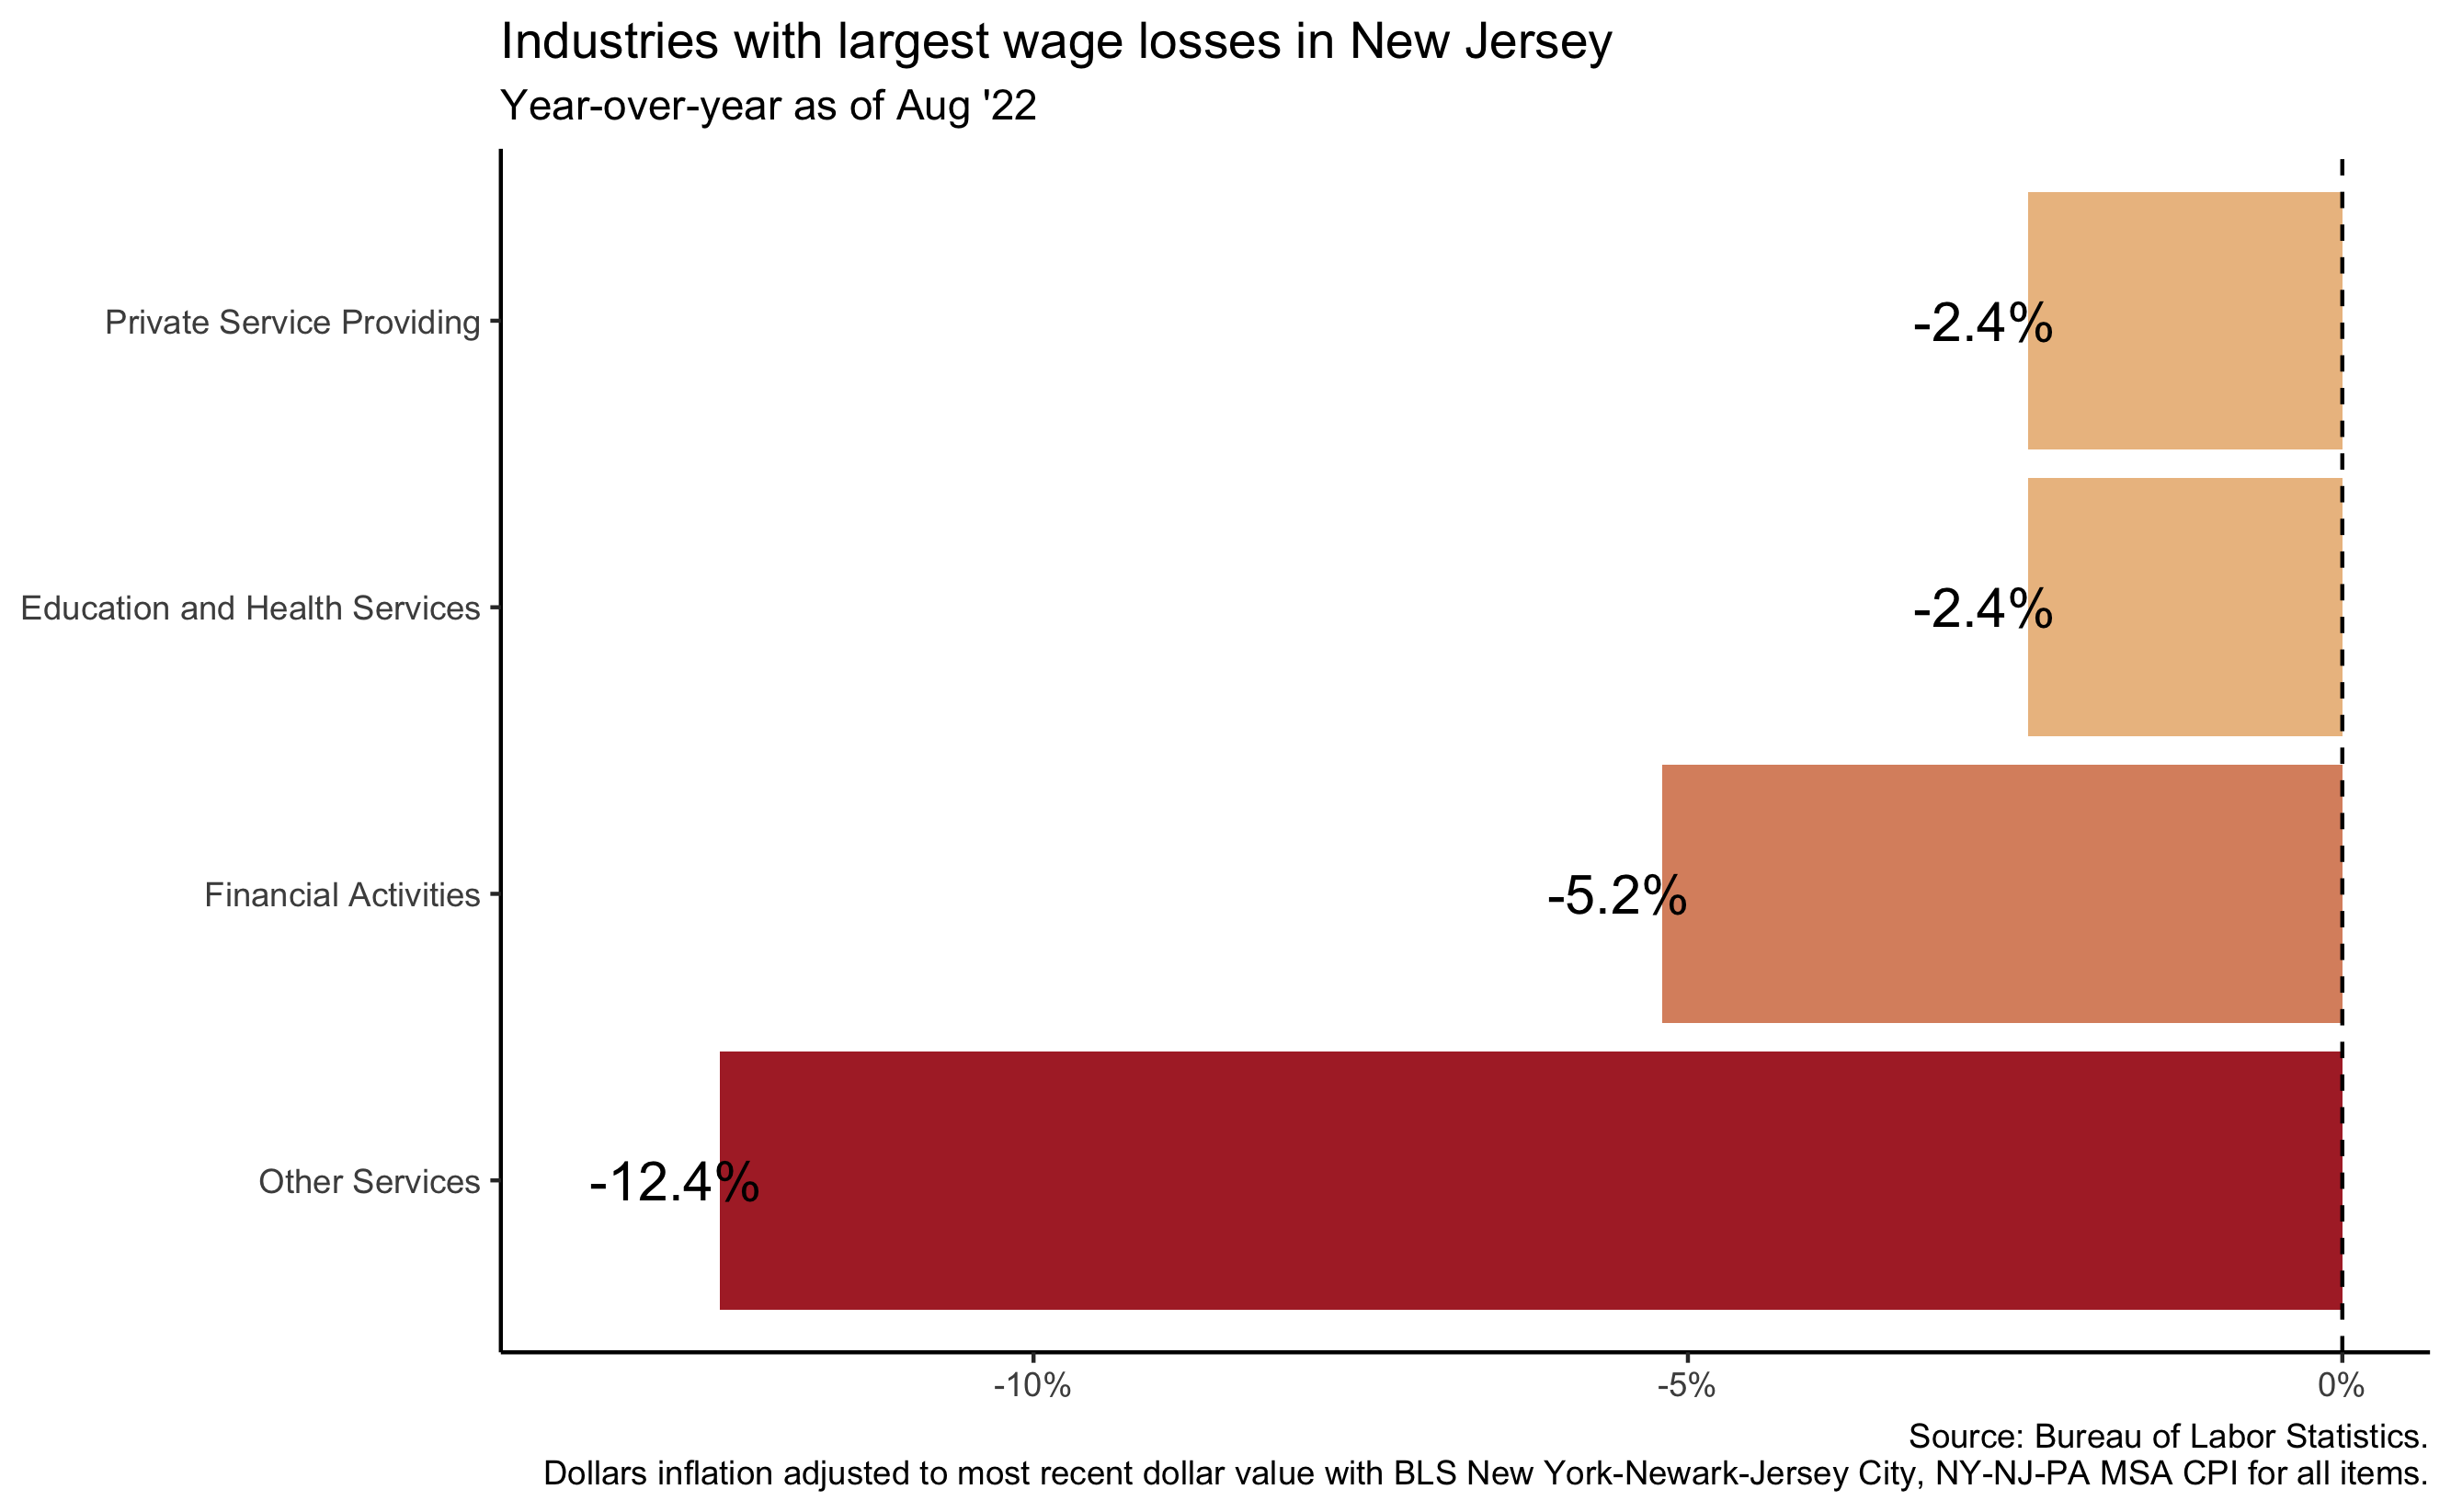 Industries with largest wage losses in New Jersey
Year-over-year as of Aug '22
Private Service Providing
-2.4%
Education and Health Services
-2.4%
Financial Activities
-5.2%
Other Services
-12.4%
-10%
-5%
0%
Source: Bureau of Labor Statistics.
Dollars inflation adjusted to most recent dollar value with BLS New York-Newark-Jersey City, NY-NJ-PA MSA CPI for all items.